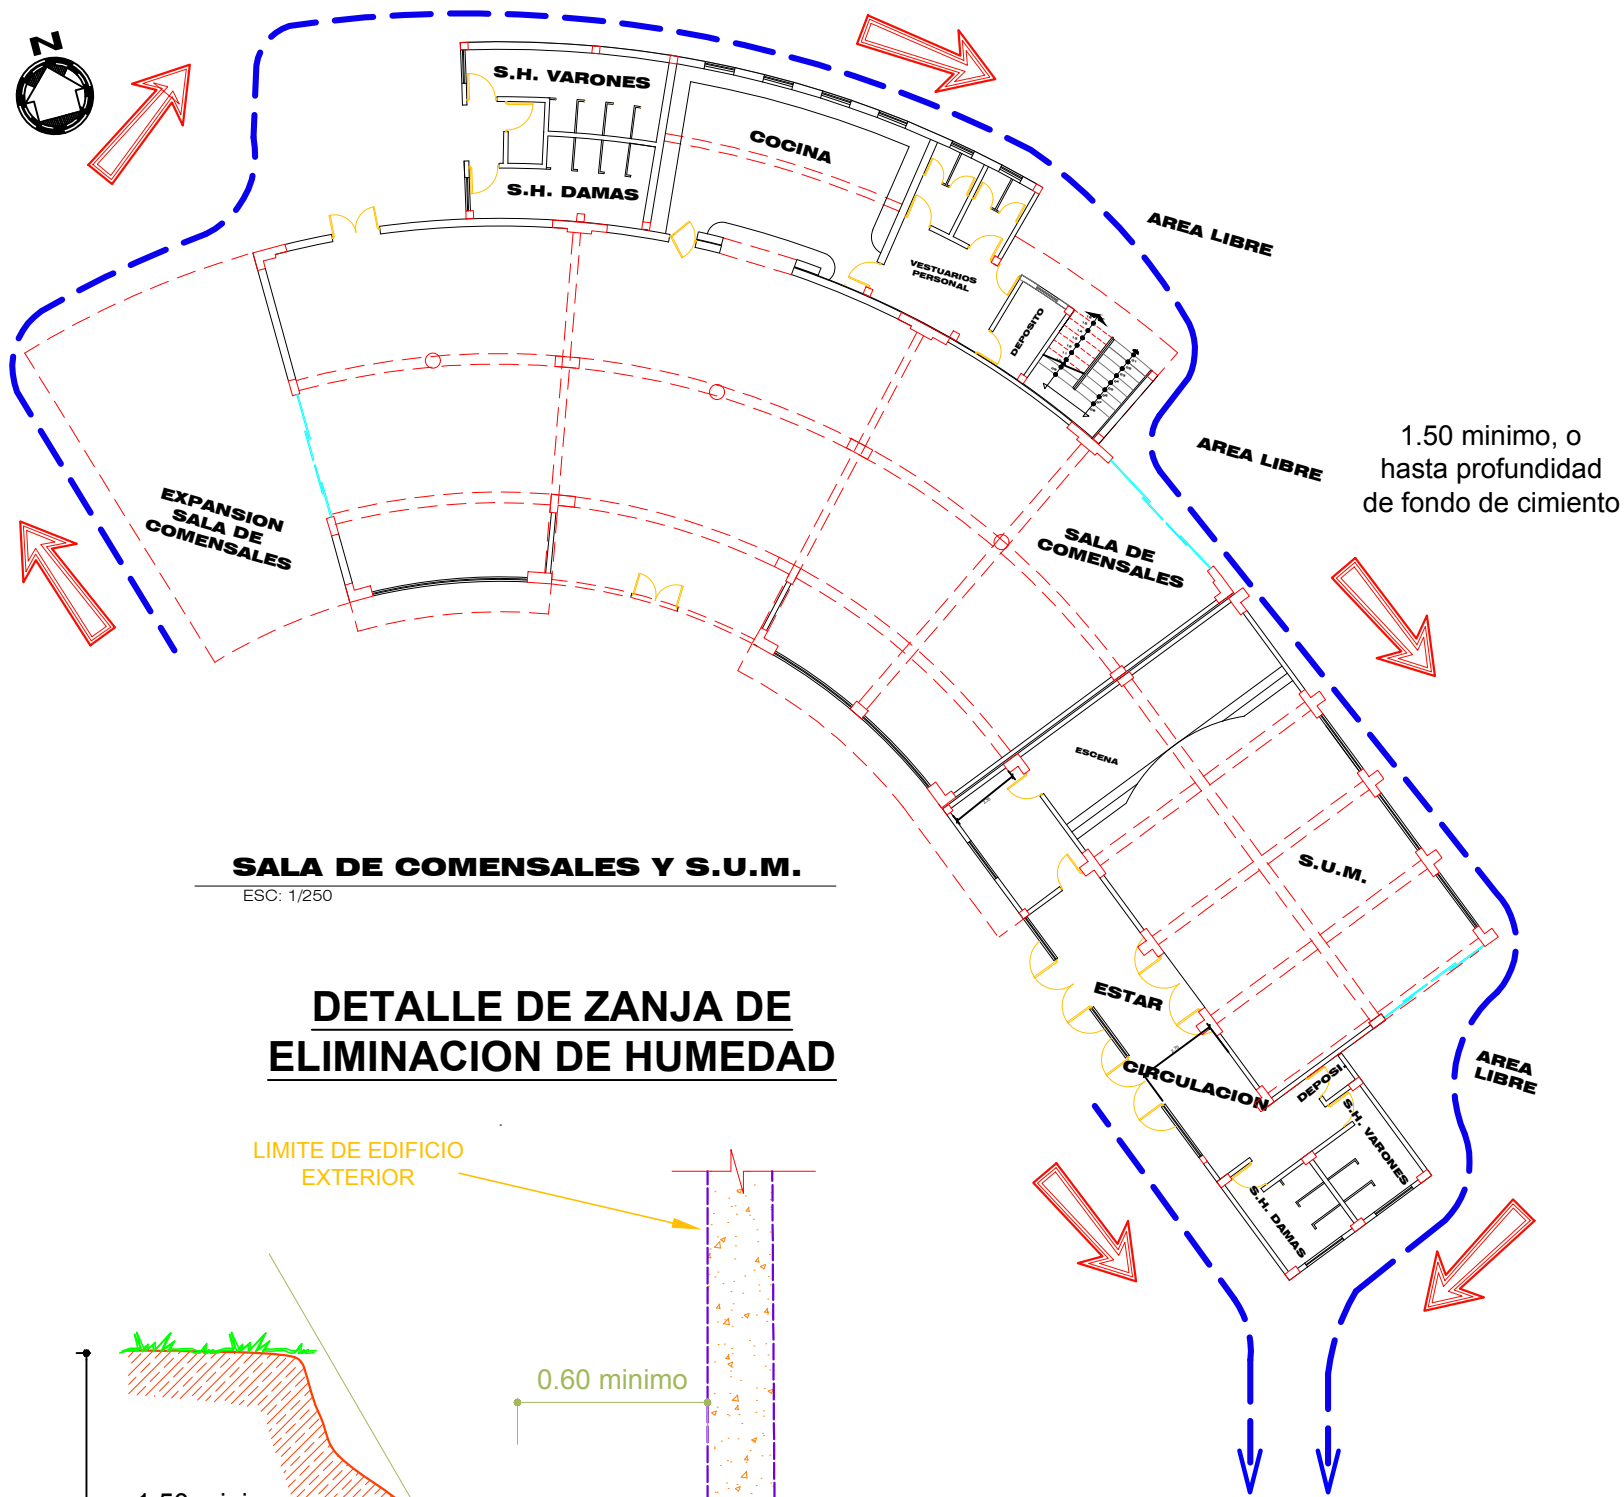 N
S.H. VARONES
COCINA
S.H. DAMAS
AREA LIBRE
VESTUARIOS
PERSONAL
DEPOSITO
AREA LIBRE
1.50 minimo, o
hasta profundidad
de fondo de cimiento
EXPANSION
SALA DE
COMENSALES
SALA DE
COMENSALES
ESCENA
SALA DE COMENSALES Y S.U.M.
ESC: 1/250
S.U.M.
DETALLE DE ZANJA DE
ELIMINACION DE HUMEDAD
ESTAR
CIRCULACION
DEPOSI.
AREA
LIBRE
S.H. VARONES
S.H. DAMAS
LIMITE DE EDIFICIO
EXTERIOR
0.60 minimo